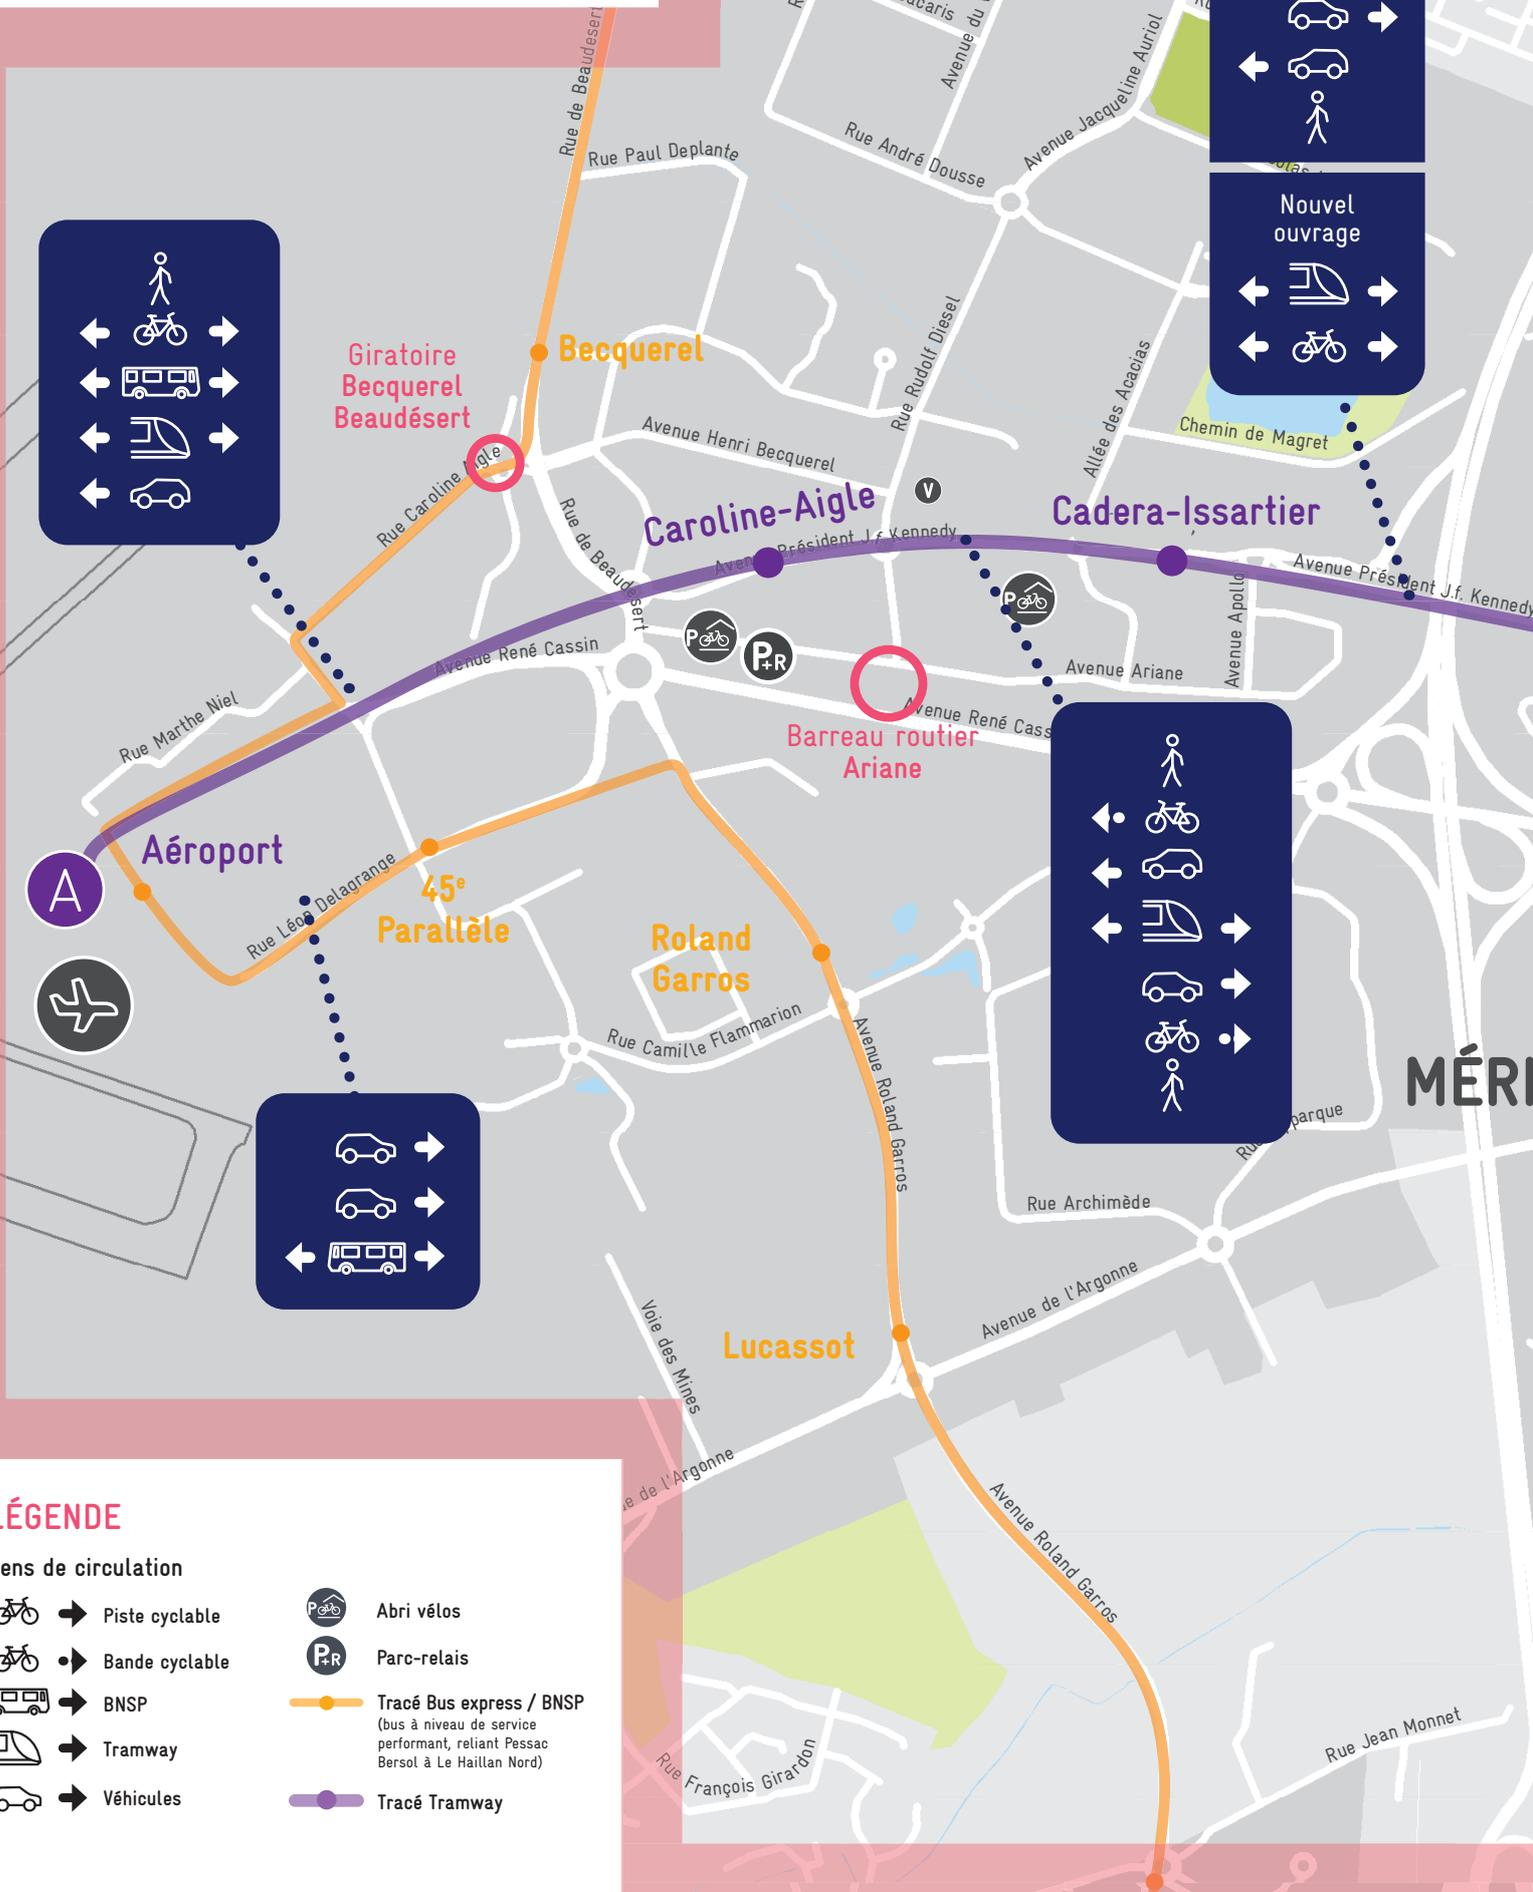 Rue de Beaudésert
Rue Paul Deplante
Avenue du
Rue André Dousse
Avenue Jacqueline Auriol
Nouvel
ouvrage
Giratoire
Becquerel
Beaudésert
Becquerel
Rue Rudolf Diesel
Allée des Acacias
Chemin de Magret
Avenue Henri Becquerel
Rue Caroline Aigle
Rue de Beaudésert
Caroline-Aigle
V
Cadera-Issartier
Avenue Président J.f. Kennedy
Avenue Président J.f. Kennedy
P
P
P+R
Avenue Apollo
Avenue René Cassin
Avenue Ariane
Rue Marthe Niel
Avenue René Cass
Barreau routier
Ariane
Aéroport
A
45e
Parallèle
Rue Léon Delagrange
Roland
Garros
Rue Camille Flammarion
Avenue Roland Garros
MÉRI
parque
Rue Archimède
Avenue de l'Argonne
Voie des Mines
Lucassot
de l'Argonne
Avenue Roland Garros
Rue François Girardon
Rue Jean Monnet
LÉGENDE
ens de circulation
Piste cyclable
Bande cyclable
BNSP
Tramway
Véhicules
P
Abri vélos
P+R
Parc-relais
Tracé Bus express / BNSP
(bus à niveau de service
performant, reliant Pessac
Bersol à Le Haillan Nord)
Tracé Tramway